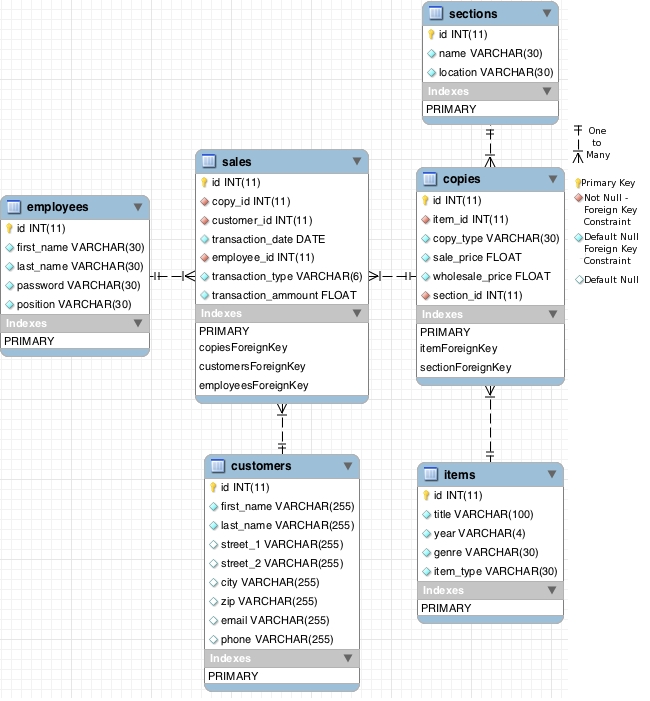 sections
id INT(11)
name VARCHAR(30)
location VARCHAR(30)
Indexes
PRIMARY
One
to
Many
Primary Key
Not Null -
Foreign Key
Constraint
Default Null
Foreign Key
Constraint
Default Null
sales
id INT(11)
copy_id INT(11)
customer_id INT(11)
transaction_date DATE
employee_id INT(11)
transaction_type VARCHAR(6)
transaction_ammount FLOAT
Indexes
PRIMARY
copiesForeignKey
customersForeignKey
employeesForeignKey
copies
id INT(11)
item_id INT(11)
copy_type VARCHAR(30)
sale_price FLOAT
wholesale_price FLOAT
section_id INT(11)
Indexes
PRIMARY
itemForeignKey
sectionForeignKey
employees
id INT(11)
first_name VARCHAR(30)
last_name VARCHAR(30)
password VARCHAR(30)
position VARCHAR(30)
Indexes
PRIMARY
customers
id INT(11)
first_name VARCHAR(255)
last_name VARCHAR(255)
street_1 VARCHAR(255)
street_2 VARCHAR(255)
city VARCHAR(255)
zip VARCHAR(255)
email VARCHAR(255)
phone VARCHAR(255)
Indexes
PRIMARY
items
id INT(11)
title VARCHAR(100)
year VARCHAR(4)
genre VARCHAR(30)
item_type VARCHAR(30)
Indexes
PRIMARY